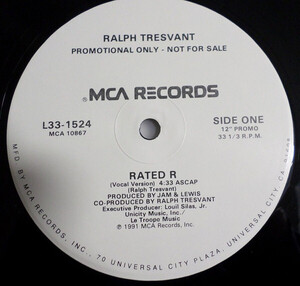 RALPH TRESVANT
PROMOTIONAL ONLY - NOT FOR SALE
®MCA RECORDS
L33-1524
MCA 10867
SIDE ONE
12" PROMO
33 1/3 R.P.M.
RATED R
(Vocal Version) 4:33 ASCAP
(Ralph Tresvant)
PRODUCED BY JAM & LEWIS
CO-PRODUCED BY RALPH TRESVANT
Executive Producer: Louil Silas, Jr.
Unicity Music, Inc./
Le Troopo Music
℗ 1991 MCA Records, Inc.
MFD. BY MCA RECORDS, INC., 70 UNIVERSAL CITY PLAZA, UNIVERSAL CITY, CA.